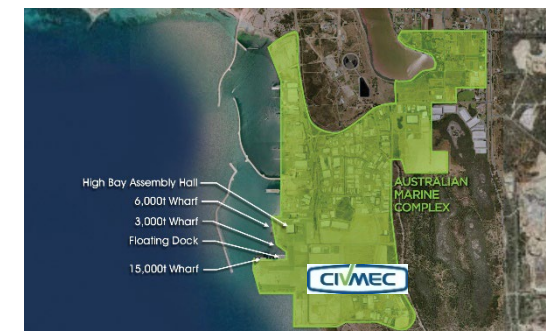 High Bay Assembly Hall
6,000t Wharf
3,000t Wharf
Floating Dock
15,000t Wharf
AUSTRALIAN
MARINE
COMPLEX
CIVMEC